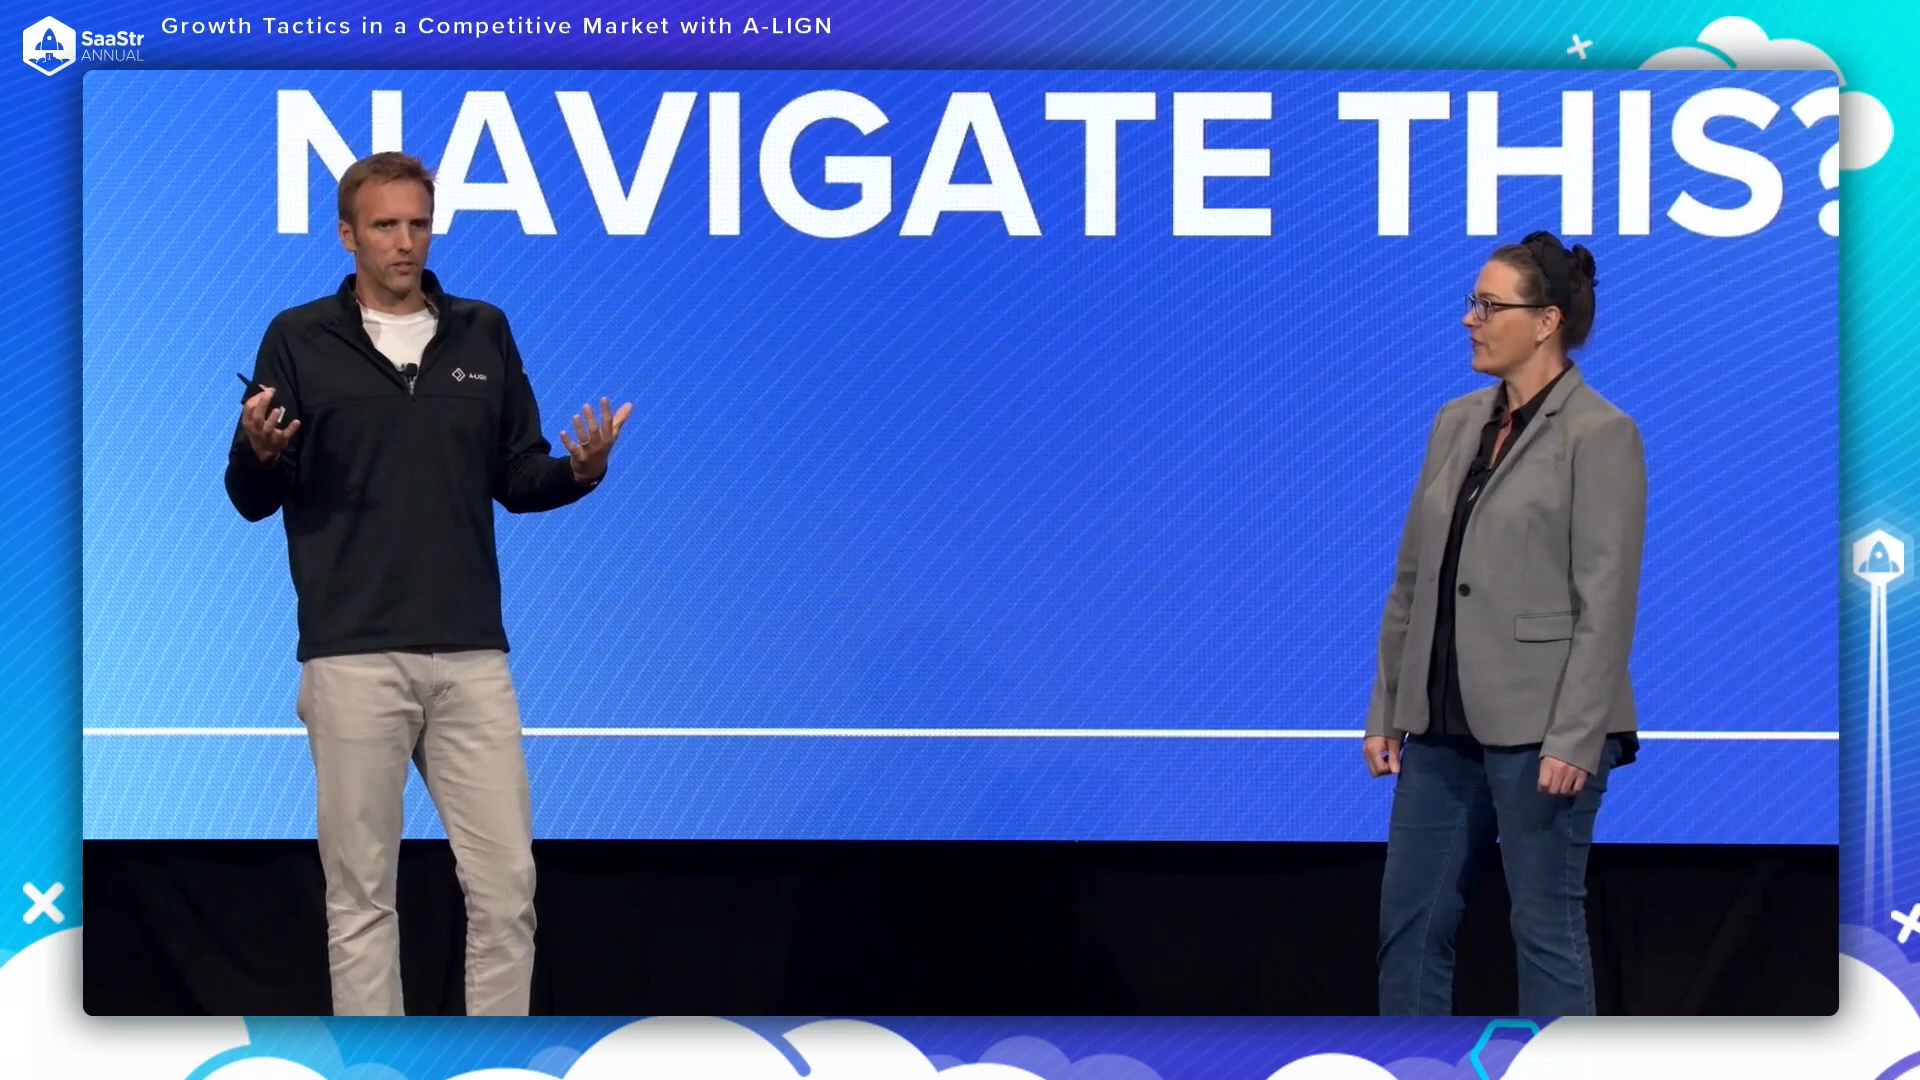 Growth Tactics in a Competitive Market with A-LIGN
SaaStr
ANNUAL
NAVIGATE THIS?
A-LIGN